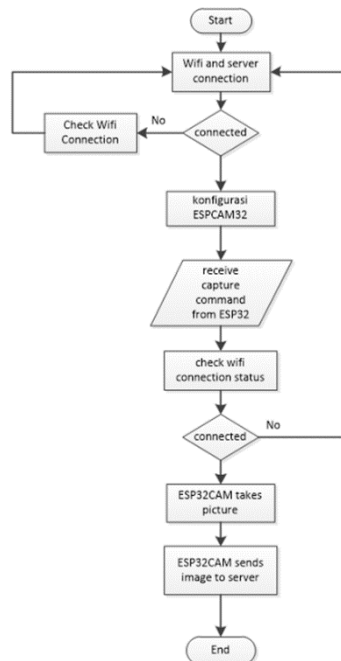 Start
Wifi and server
connection
Check Wifi
Connection
No
connected
konfigurasi
ESPCAM32
receive
capture
command
from ESP32
check wifi
connection status
connected
No
ESP32CAM takes
picture
ESP32CAM sends
image to server
End